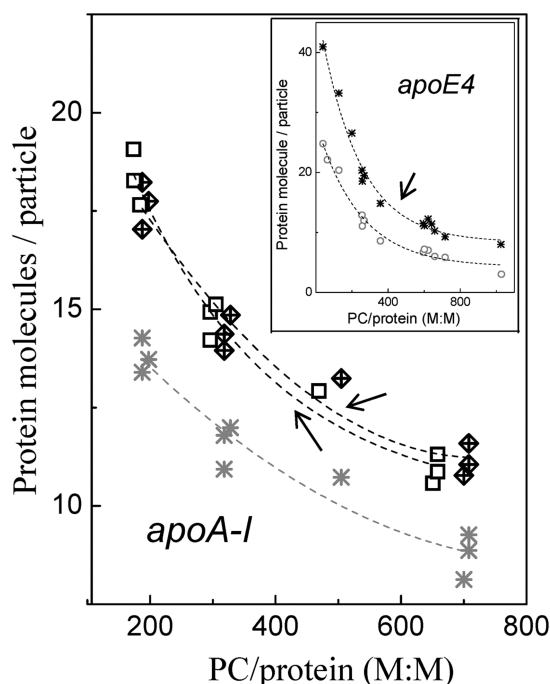 Protein molecules / particle
20
15
10
apoA-I
200
400
600
800
PC/protein (M:M)
Protein molecule / particle
40
20
0
apoE4
0
400
800
PC/protein (M:M)